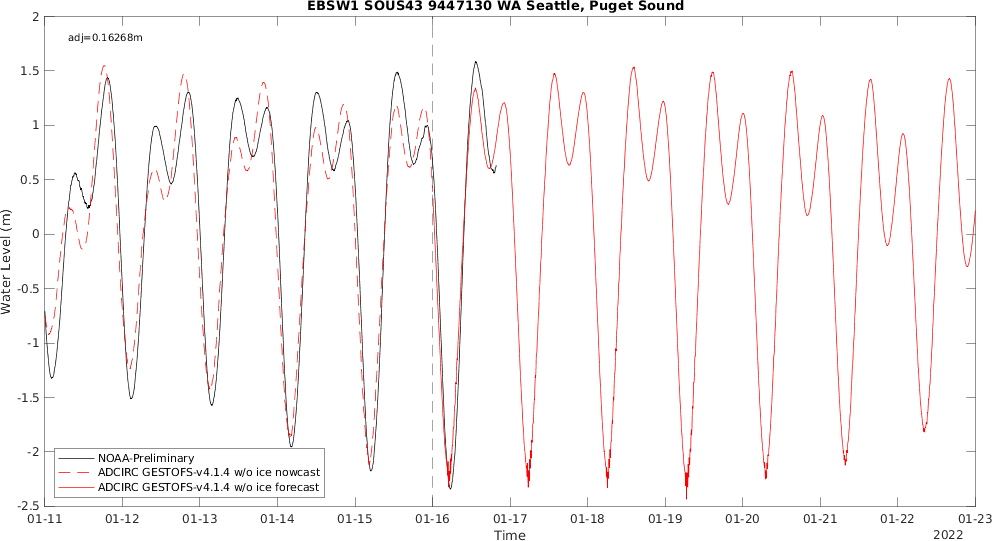 EBSW1 SOUS43 9447130 WA Seattle, Puget Sound
adj=0.16268m
2
1.5
1
0.5
0
-0.5
-1
-1.5
-2
-2.5
Water Level (m)
NOAA-Preliminary
ADCIRC GESTOFS-v4.1.4 w/o ice nowcast
ADCIRC GESTOFS-v4.1.4 w/o ice forecast
01-11 01-12 01-13 01-14 01-15 01-16 01-17 01-18 01-19 01-20 01-21 01-22 01-23
Time
2022